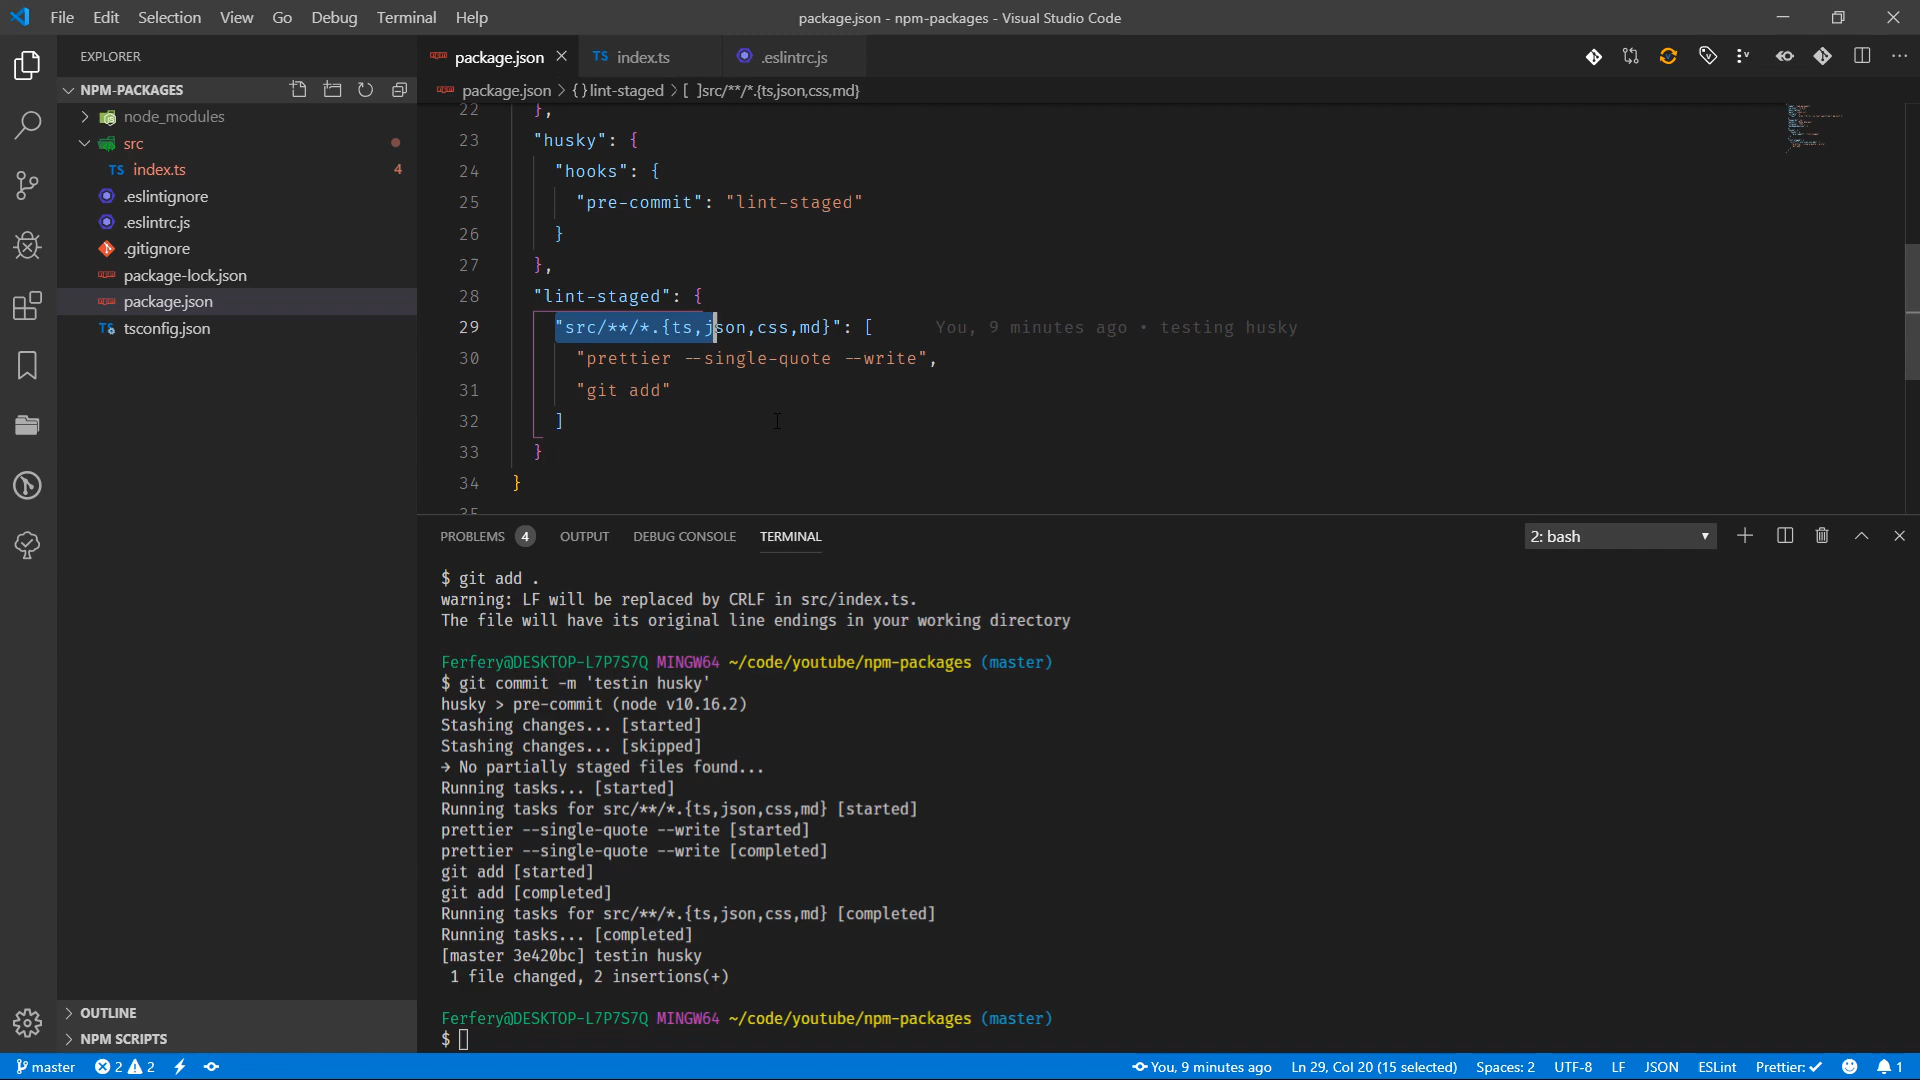 File Edit Selection View Go Debug Terminal Help
package.json - npm-packages - Visual Studio Code
EXPLORER
NPM-PACKAGES
node_modules
src
TS index.ts 4
.eslintignore
.eslintrc.js
.gitignore
package-lock.json
package.json
TS tsconfig.json
OUTLINE
NPM SCRIPTS
package.json
TS index.ts
.eslintrc.js
package.json > { } lint-staged > [ ]src/**/*.{ts,json,css,md}
22 },
23 "husky": {
24 "hooks": {
25 "pre-commit": "lint-staged"
26 }
27 },
28 "lint-staged": {
29 "src/**/*.{ts,json,css,md}": [ You, 9 minutes ago • testing husky
30 "prettier --single-quote --write",
31 "git add"
32 ]
33 }
34 }
35
PROBLEMS 4 OUTPUT DEBUG CONSOLE TERMINAL
2: bash
$ git add .
warning: LF will be replaced by CRLF in src/index.ts.
The file will have its original line endings in your working directory
Ferfery@DESKTOP-L7P7S7Q MINGW64 ~/code/youtube/npm-packages (master)
$ git commit -m 'testin husky'
husky > pre-commit (node v10.16.2)
Stashing changes... [started]
Stashing changes... [skipped]
→ No partially staged files found...
Running tasks... [started]
Running tasks for src/**/*.{ts,json,css,md} [started]
prettier --single-quote --write [started]
prettier --single-quote --write [completed]
git add [started]
git add [completed]
Running tasks for src/**/*.{ts,json,css,md} [completed]
Running tasks... [completed]
[master 3e420bc] testin husky
1 file changed, 2 insertions(+)
Ferfery@DESKTOP-L7P7S7Q MINGW64 ~/code/youtube/npm-packages (master)
$
master 2 2 You, 9 minutes ago Ln 29, Col 20 (15 selected) Spaces: 2 UTF-8 LF JSON ESLint Prettier: ✓ 1